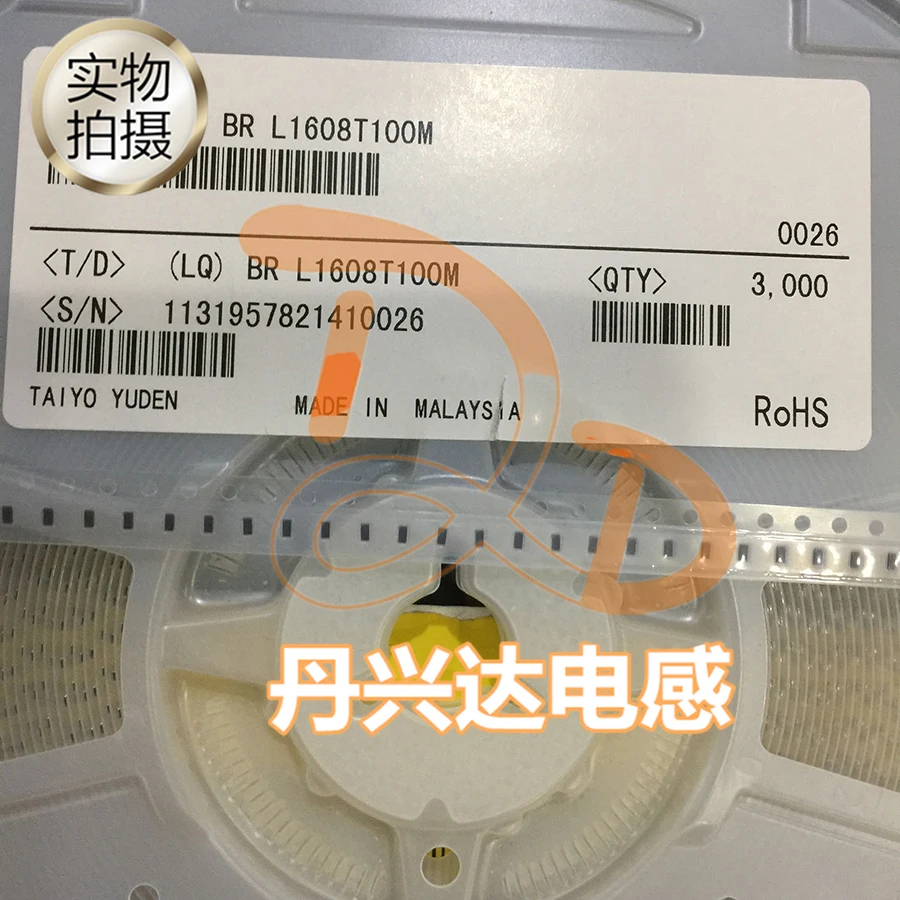 实物
拍摄
BR L1608T100M
0026
<T/D> (LQ) BR L1608T100M <QTY> 3,000
<S/N> 1131957821410026
TAIYO YUDEN MADE IN MALAYSIA RoHS
丹兴达电感